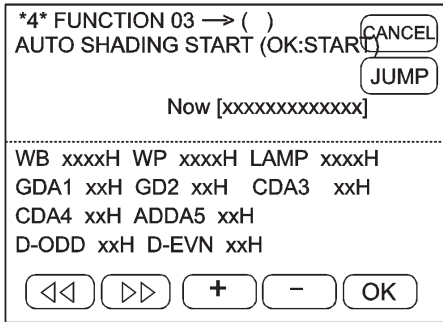 *4* FUNCTION 03 —> ( )
CANCEL
AUTO SHADING START (OK:START)
JUMP
Now [xxxxxxxxxxxxx]
WB xxxxH WP xxxxH LAMP xxxxH
GDA1 xxH GD2 xxH CDA3 xxH
CDA4 xxH ADDA5 xxH
D-ODD xxH D-EVN xxH
+ − OK